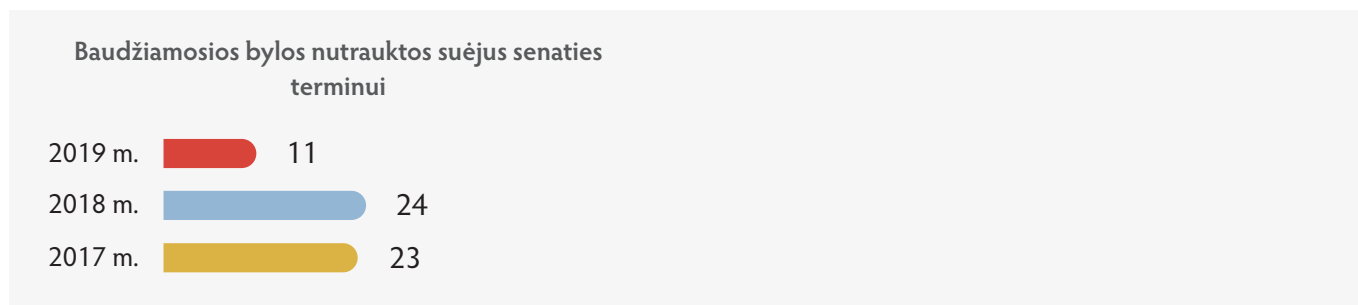 Baudžiamosios bylos nutrauktos suėjus senaties
terminui
2019 m. 11
2018 m. 24
2017 m. 23